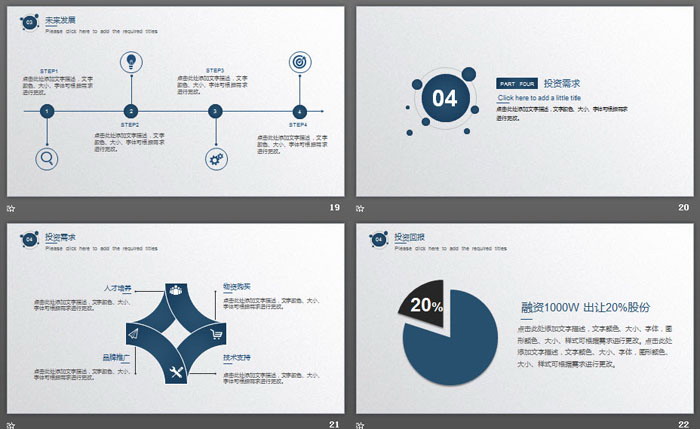 03 未来发展
Please click here to add the required titles
STEP1
点击此处添加文字描述，文字
颜色、大小、字体可根据需求
进行更改。
STEP3
点击此处添加文字描述，文字
颜色、大小、字体可根据需求
进行更改。
1 2 3 4
STEP2
点击此处添加文字描述，文字
颜色、大小、字体可根据需求
进行更改。
STEP4
点击此处添加文字描述，文字
颜色、大小、字体可根据需求
进行更改。
19
04
PART FOUR 投资需求
Click here to add a little title
点击此处添加文字描述，文字颜色、大小、字体可根据需求
进行更改。
20
04 投资需求
Please click here to add the required titles
人才培养
点击此处添加文字描述，文字颜色、大小、
字体可根据需求进行更改。
物资购买
点击此处添加文字描述，文字颜色、大小、
字体可根据需求进行更改。
品牌推广
点击此处添加文字描述，文字颜色、大小、
字体可根据需求进行更改。
技术支持
点击此处添加文字描述，文字颜色、大小、
字体可根据需求进行更改。
21
04 投资回报
Please click here to add the required titles
20%
融资1000W 出让20%股份
点击此处添加文字描述，文字颜色、大小、字体，图
形颜色、大小、样式可根据需求进行更改。点击此处
添加文字描述，文字颜色、大小、字体，图形颜色、
大小、样式可根据需求进行更改。
22